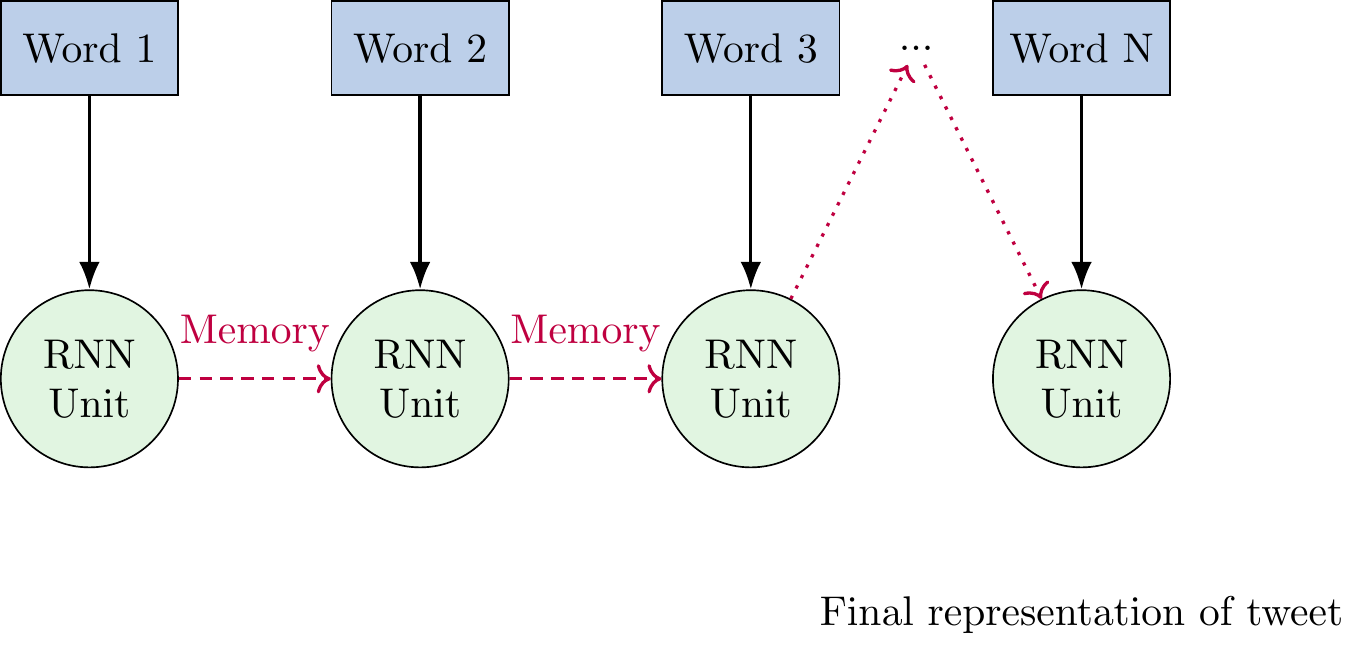 Word 1
Word 2
Word 3
...
Word N
Memory
Memory
RNN
Unit
RNN
Unit
RNN
Unit
RNN
Unit
Final representation of tweet